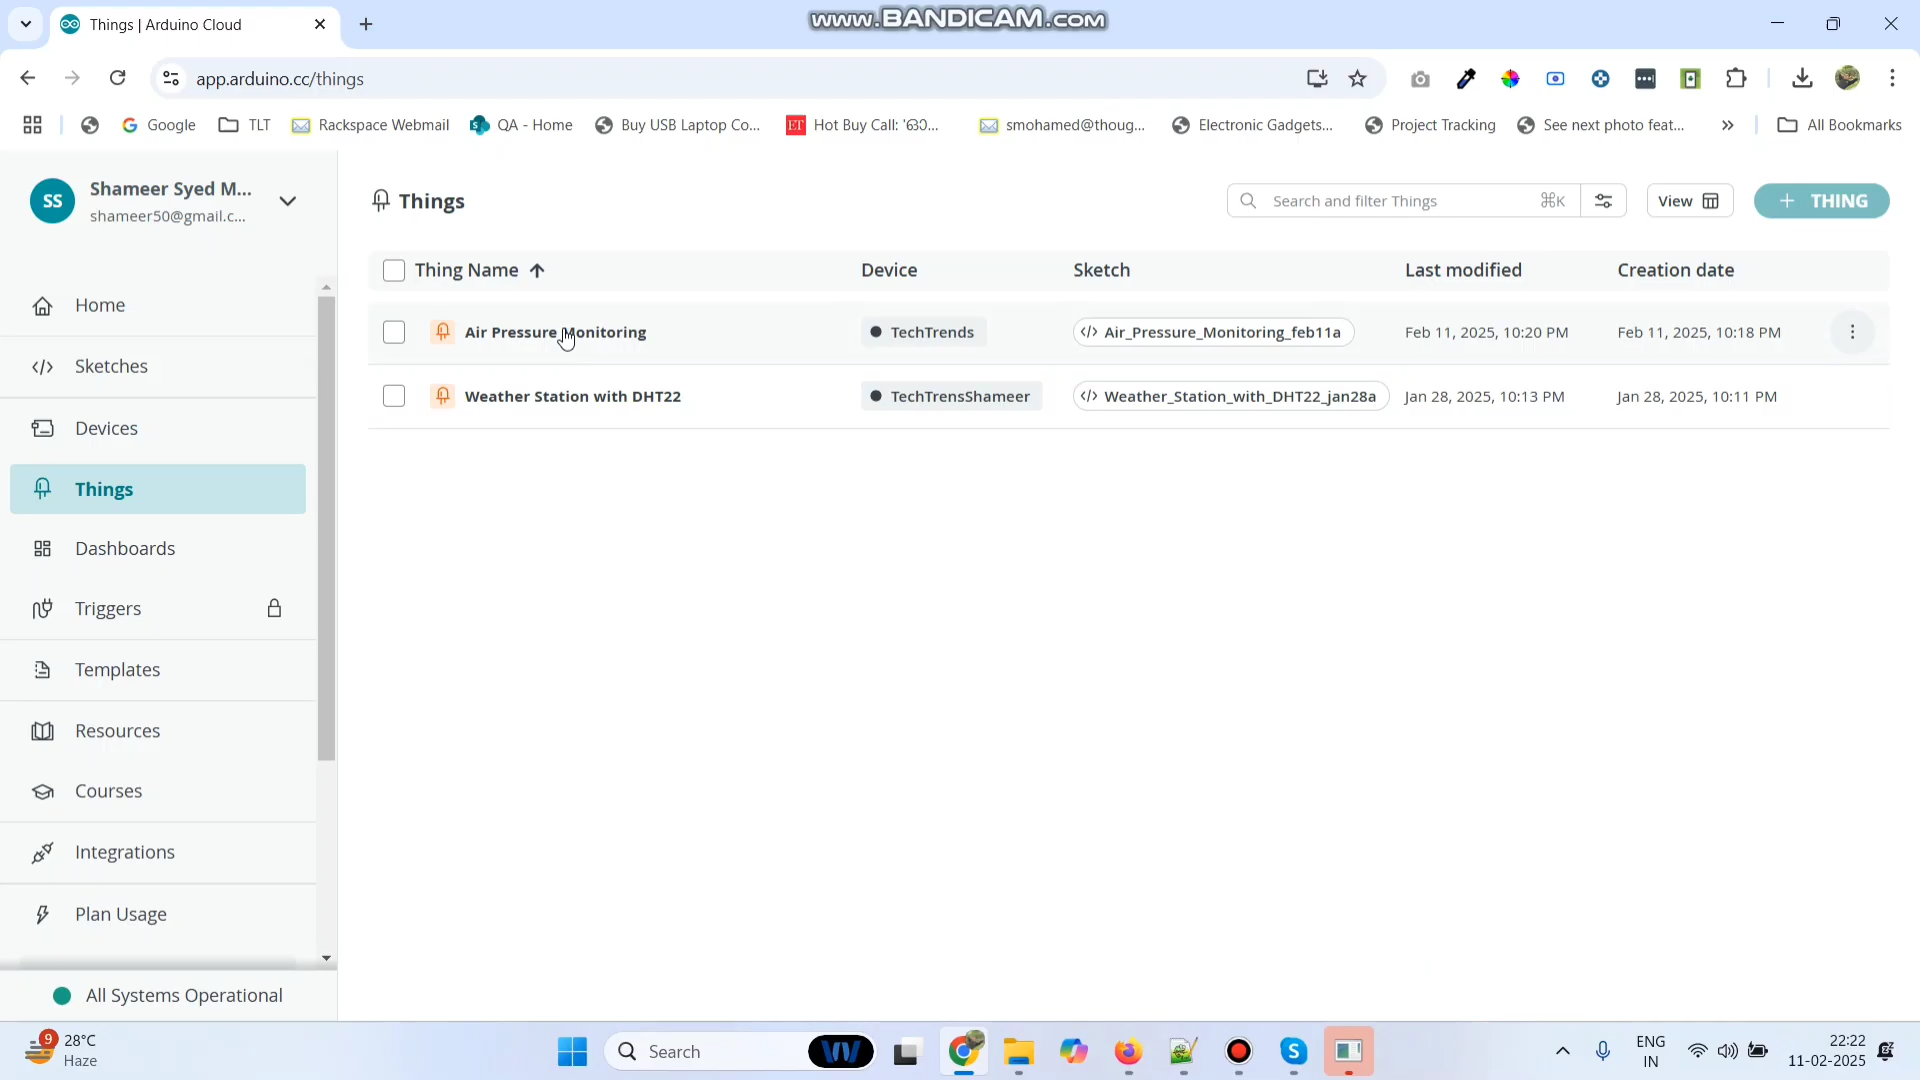 Things | Arduino Cloud
www.BANDICAM.com
app.arduino.cc/things
Google
TLT
Rackspace Webmail
QA - Home
Buy USB Laptop Co...
ET
Hot Buy Call: '630...
smohamed@thoug...
Electronic Gadgets...
Project Tracking
See next photo feat...
All Bookmarks
SS
Shameer Syed M...
shameer50@gmail.c...
Things
Search and filter Things
⌘K
View
+ THING
Thing Name
Device
Sketch
Last modified
Creation date
Air Pressure Monitoring
TechTrends
</> Air_Pressure_Monitoring_feb11a
Feb 11, 2025, 10:20 PM
Feb 11, 2025, 10:18 PM
Weather Station with DHT22
TechTrensShameer
</> Weather_Station_with_DHT22_jan28a
Jan 28, 2025, 10:13 PM
Jan 28, 2025, 10:11 PM
Home
</> Sketches
Devices
Things
Dashboards
Triggers
Templates
Resources
Courses
Integrations
Plan Usage
All Systems Operational
9
28°C
Haze
Search
ENG
IN
22:22
11-02-2025